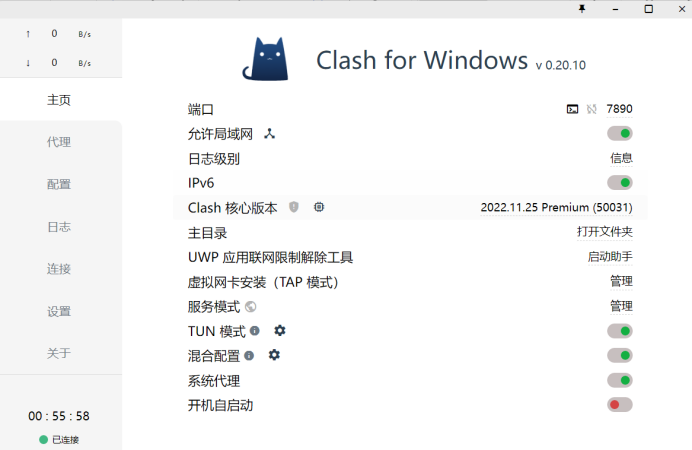 ↑ 0 B/s
↓ 0 B/s
主页
代理
配置
日志
连接
设置
关于
00 : 55 : 58
已连接
Clash for Windows v 0.20.10
端口 7890
允许局域网
日志级别 信息
IPv6
Clash 核心版本 2022.11.25 Premium (50031)
主目录 打开文件夹
UWP 应用联网限制解除工具 启动助手
虚拟网卡安装（TAP 模式） 管理
服务模式 管理
TUN 模式
混合配置
系统代理
开机自启动